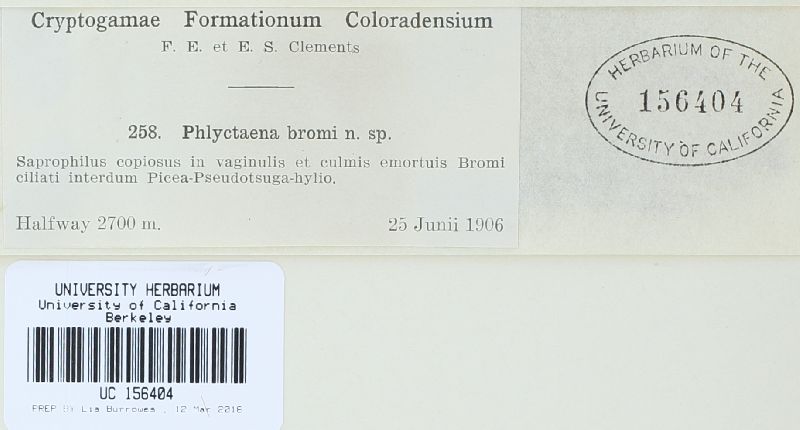 Cryptogamae Formationum Coloradensium
F. E. et E. S. Clements
258. Phlyctaena bromi n. sp.
Saprophilus copiosus in vaginulis et culmis emortuis Bromi
ciliati interdum Picea-Pseudotsuga-hylio.
Halfway 2700 m. 25 Junii 1906
HERBARIUM OF THE
156404
UNIVERSITY OF CALIFORNIA
UNIVERSITY HERBARIUM
University of California
Berkeley
UC 156404
PREP BY Lia Burrowes , 12 Mar 2016